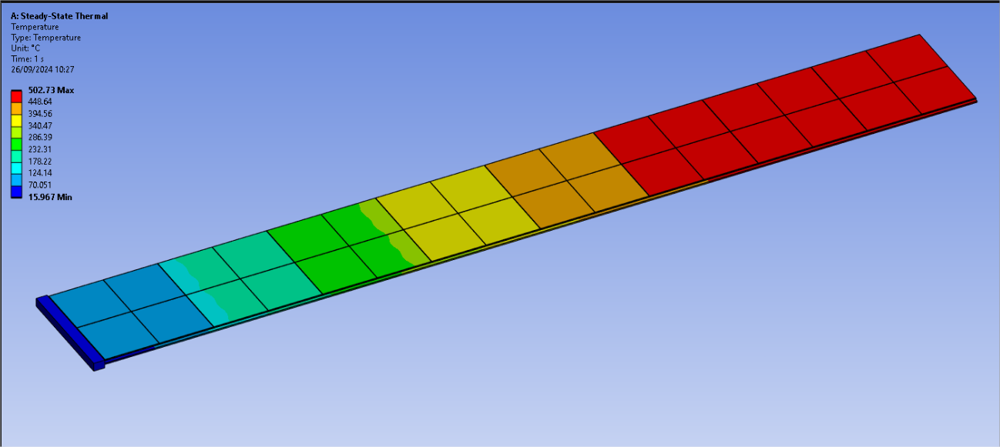 A: Steady-State Thermal
Temperature
Type: Temperature
Unit: °C
Time: 1 s
26/09/2024 10:27
502.73 Max
448.64
394.56
340.47
286.39
232.31
178.22
124.14
70.051
15.967 Min